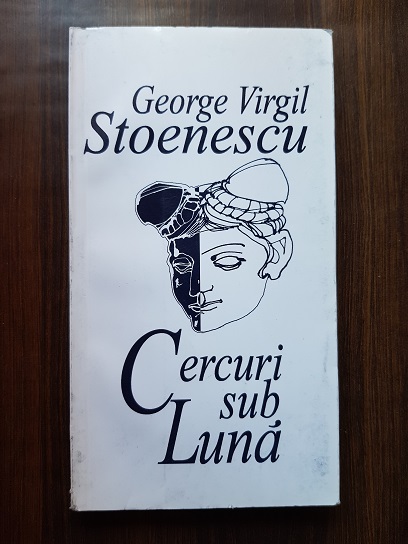 George Virgil
Stoenescu
Cercuri
sub
Lună